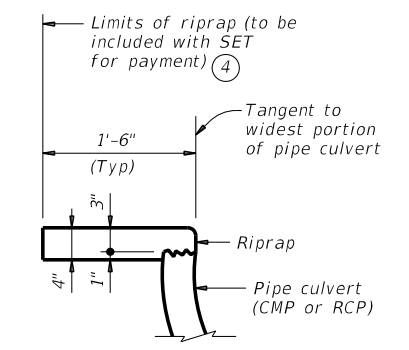 Limits of riprap (to be
included with SET
for payment) 4
Tangent to
widest portion
of pipe culvert
1'-6"
(Typ)
3"
Riprap
4"
1"
Pipe culvert
(CMP or RCP)